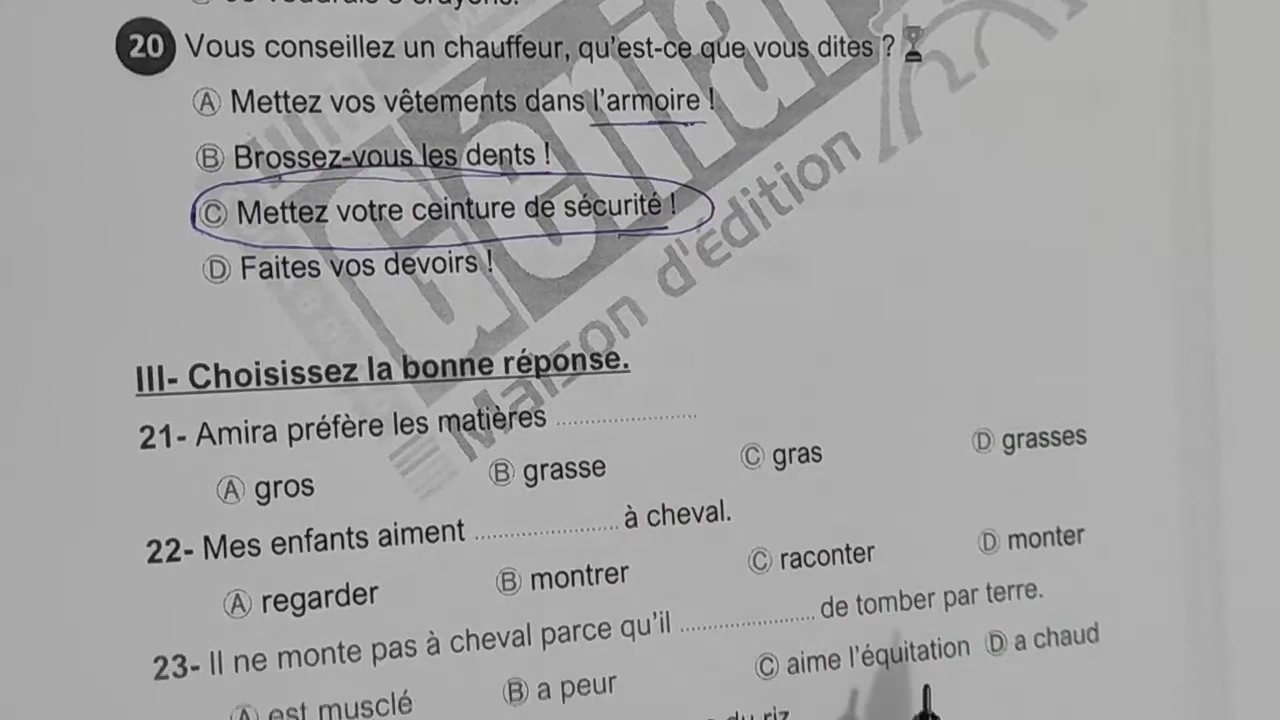 20 Vous conseillez un chauffeur, qu'est-ce que vous dites ?
A Mettez vos vêtements dans l'armoire !
B Brossez-vous les dents !
C Mettez votre ceinture de sécurité !
D Faites vos devoirs !
Maison d'édition
III- Choisissez la bonne réponse.
21- Amira préfère les matières ....................
A gros B grasse C gras D grasses
22- Mes enfants aiment .................... à cheval.
A regarder B montrer C raconter D monter
23- Il ne monte pas à cheval parce qu'il .................... de tomber par terre.
A est musclé B a peur C aime l'équitation D a chaud
du riz